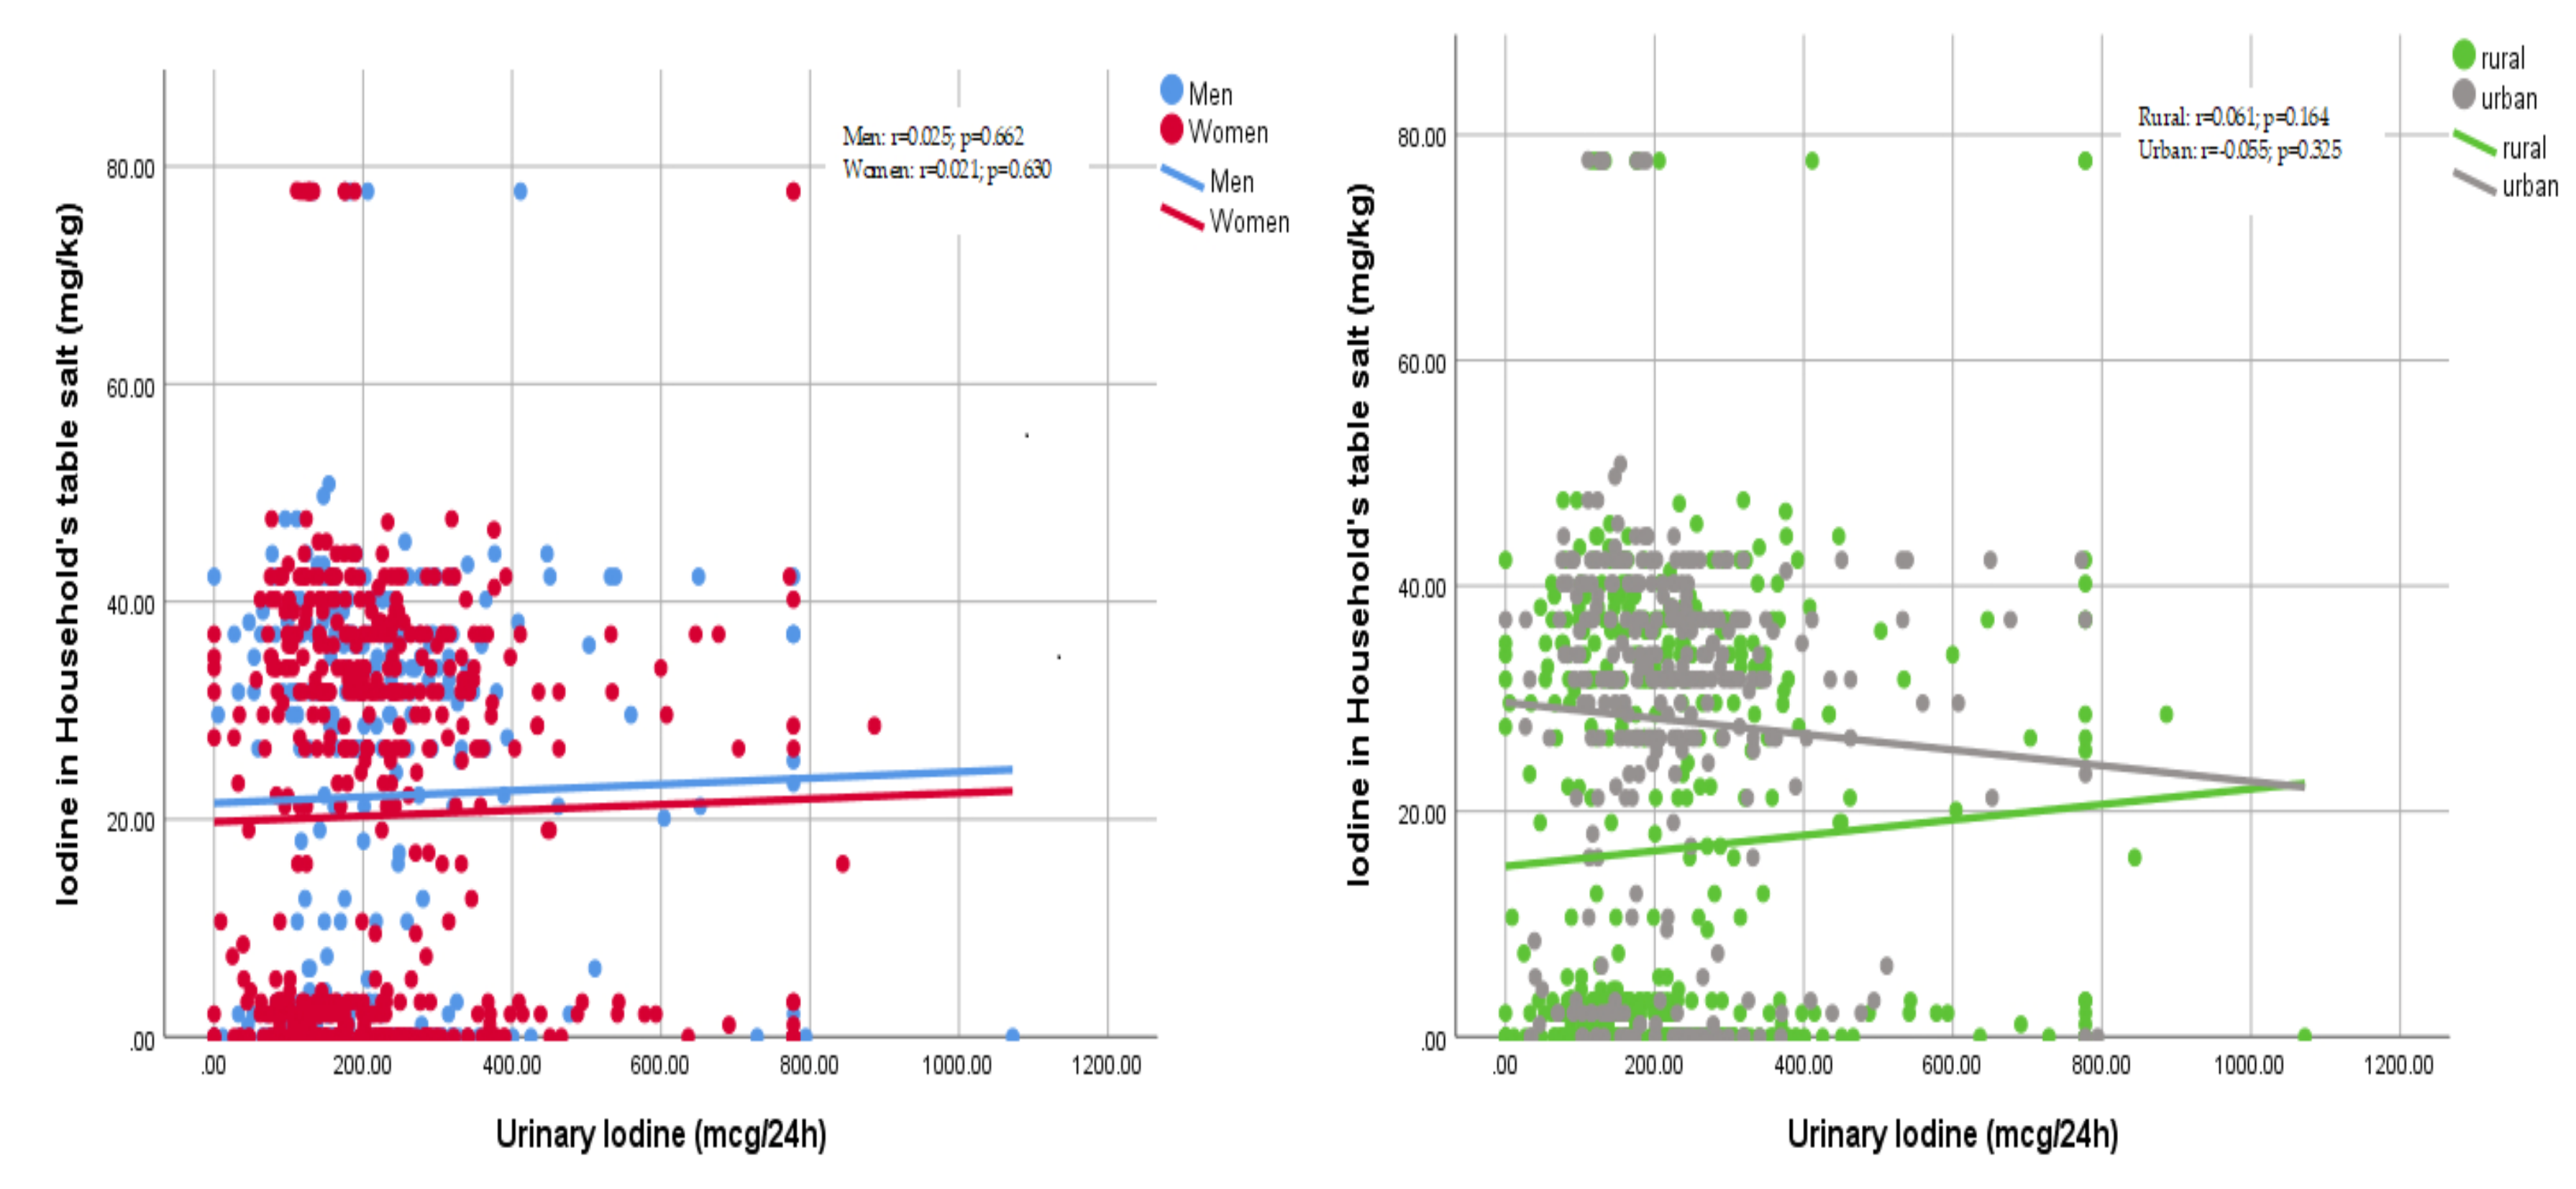 Men
Women
Men
Women
Men: r=0.025; p=0.662
Women: r=0.021; p=0.630
Iodine in Household's table salt (mg/kg)
80.00
60.00
40.00
20.00
.00
.00 200.00 400.00 600.00 800.00 1000.00 1200.00
Urinary Iodine (mcg/24h)
rural
urban
rural
urban
Rural: r=0.061; p=0.164
Urban: r=-0.055; p=0.325
Iodine in Household's table salt (mg/kg)
80.00
60.00
40.00
20.00
.00
.00 200.00 400.00 600.00 800.00 1000.00 1200.00
Urinary Iodine (mcg/24h)